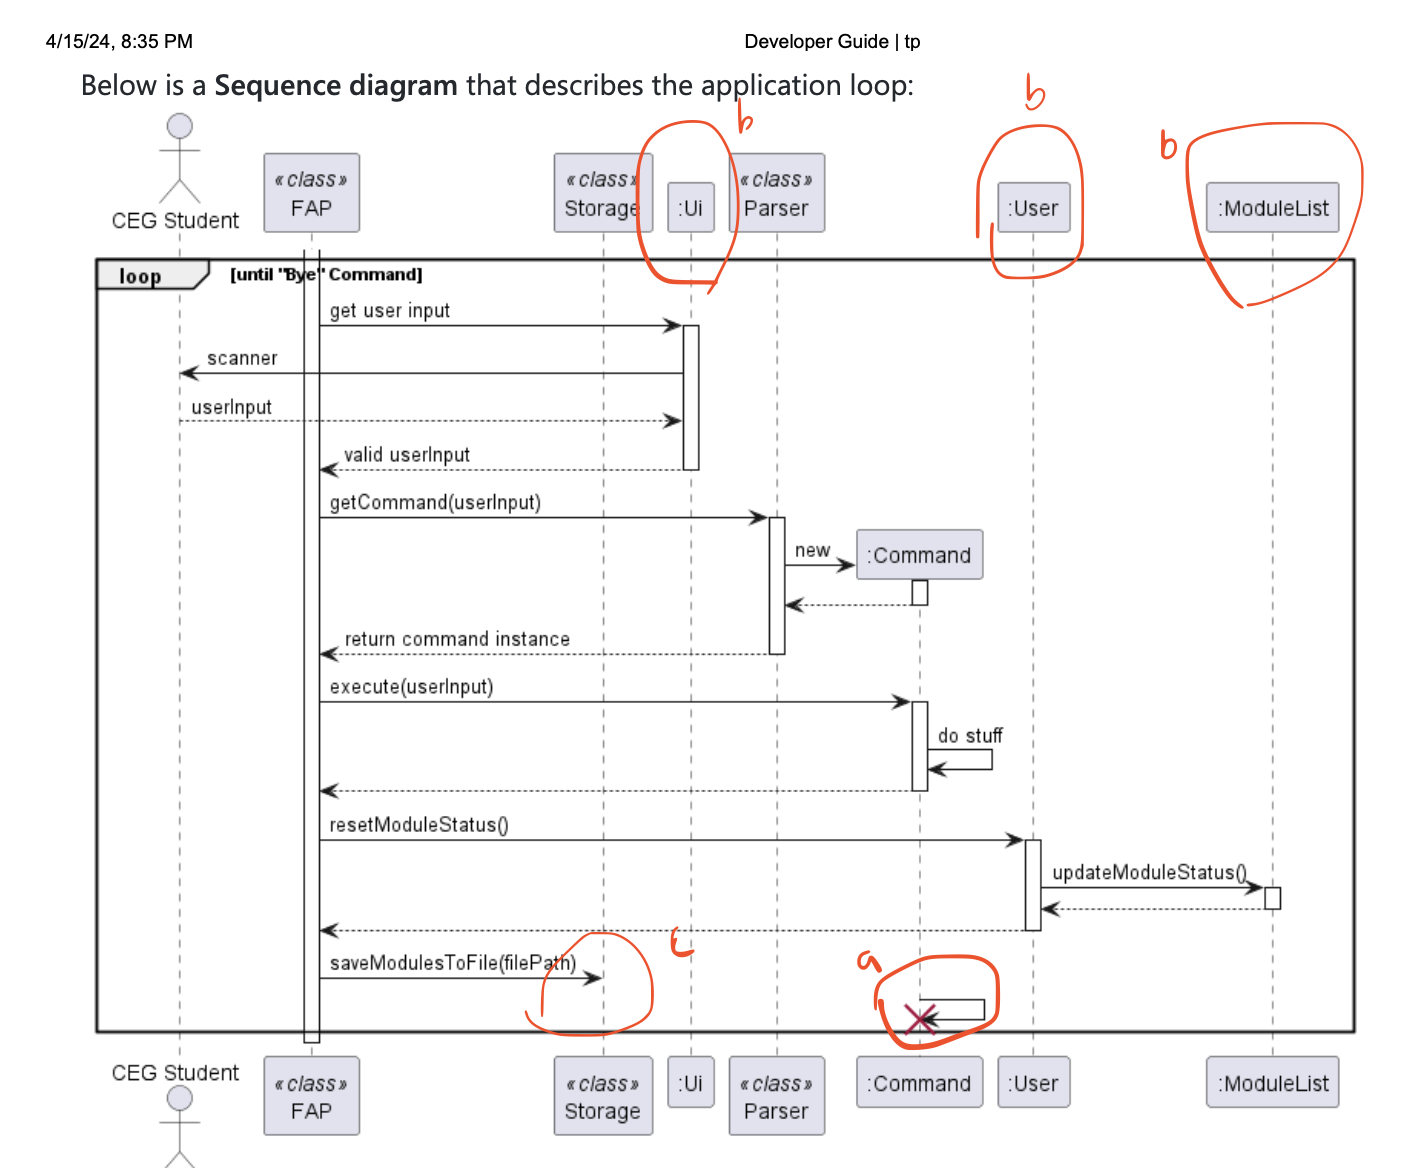 4/15/24, 8:35 PM
Developer Guide | tp
Below is a Sequence diagram that describes the application loop:
b
b
b
CEG Student
«class»
FAP
«class»
Storage
:Ui
«class»
Parser
:User
:ModuleList
loop
[until "Bye" Command]
get user input
scanner
userInput
valid userInput
getCommand(userInput)
new
:Command
return command instance
execute(userInput)
do stuff
resetModuleStatus()
updateModuleStatus()
c
a
saveModulesToFile(filePath)
CEG Student
«class»
FAP
«class»
Storage
:Ui
«class»
Parser
:Command
:User
:ModuleList